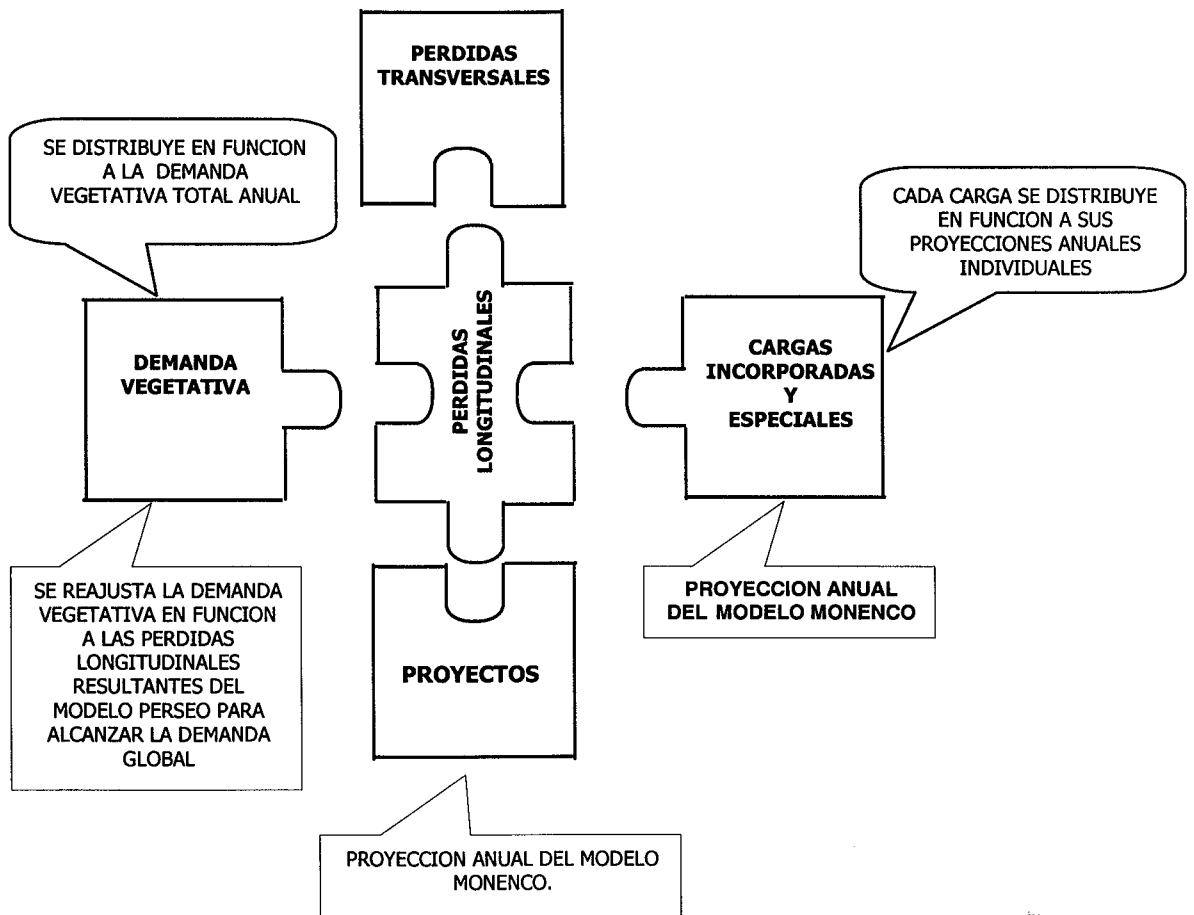 PERDIDAS
TRANSVERSALES
SE DISTRIBUYE EN FUNCION
A LA DEMANDA
VEGETATIVA TOTAL ANUAL
CADA CARGA SE DISTRIBUYE
EN FUNCION A SUS
PROYECCIONES ANUALES
INDIVIDUALES
DEMANDA
VEGETATIVA
PERDIDAS
LONGITUDINALES
CARGAS
INCORPORADAS
Y
ESPECIALES
SE REAJUSTA LA DEMANDA
VEGETATIVA EN FUNCION
A LAS PERDIDAS
LONGITUDINALES
RESULTANTES DEL
MODELO PERSEO PARA
ALCANZAR LA DEMANDA
GLOBAL
PROYECCION ANUAL
DEL MODELO MONENCO
PROYECTOS
PROYECCION ANUAL DEL MODELO
MONENCO.